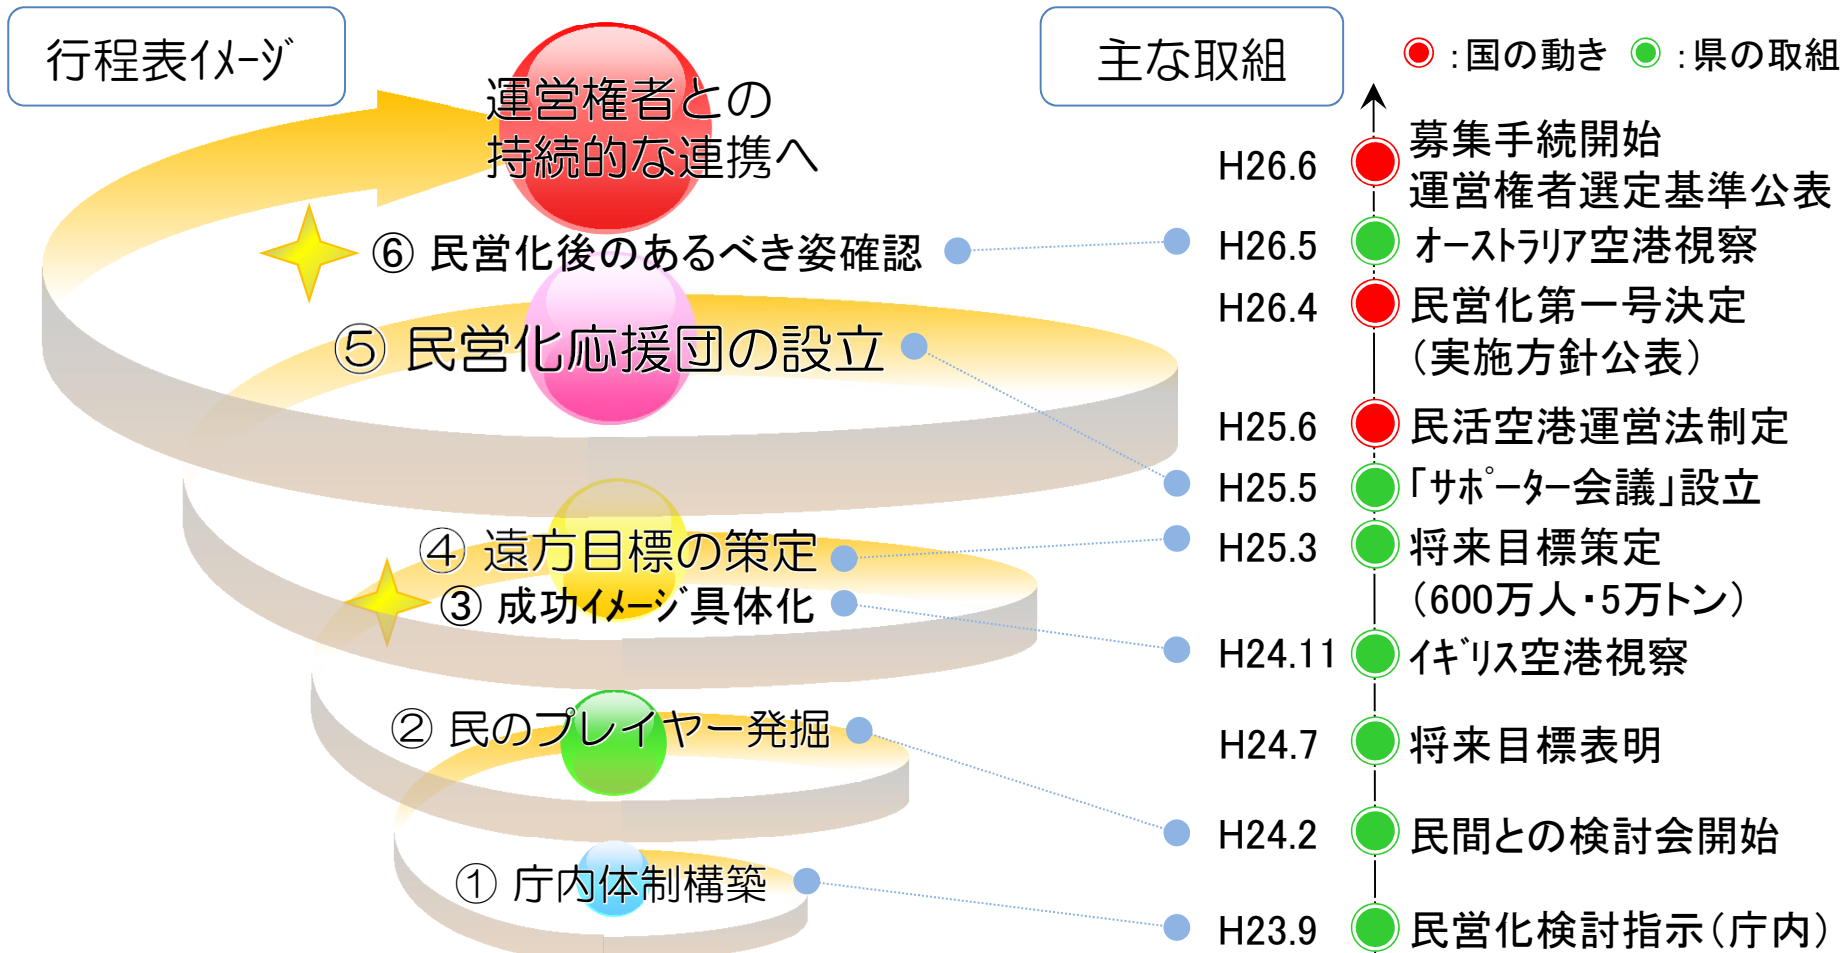 行程表ｲﾒｰｼﾞ
運営権者との
持続的な連携へ
⑥ 民営化後のあるべき姿確認
⑤ 民営化応援団の設立
④ 遠方目標の策定
③ 成功ｲﾒｰｼﾞ具体化
② 民のプレイヤー発掘
① 庁内体制構築
主な取組
：国の動き ：県の取組
H26.6 募集手続開始
運営権者選定基準公表
H26.5 ｵｰｽﾄﾗﾘｱ空港視察
H26.4 民営化第一号決定
（実施方針公表）
H25.6 民活空港運営法制定
H25.5 「ｻﾎﾟｰﾀｰ会議」設立
H25.3 将来目標策定
（600万人・5万トン）
H24.11 ｲｷﾞﾘｽ空港視察
H24.7 将来目標表明
H24.2 民間との検討会開始
H23.9 民営化検討指示（庁内）